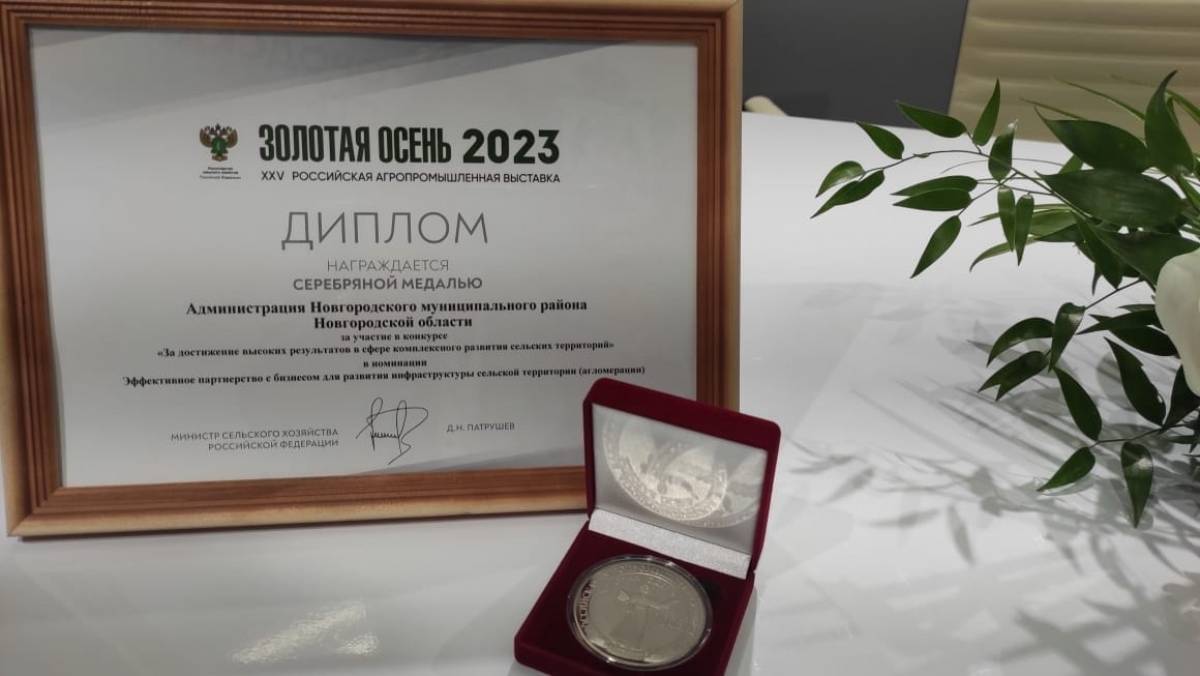 ЗОЛОТАЯ ОСЕНЬ 2023
XXV РОССИЙСКАЯ АГРОПРОМЫШЛЕННАЯ ВЫСТАВКА
ДИПЛОМ
НАГРАЖДАЕТСЯ
СЕРЕБРЯНОЙ МЕДАЛЬЮ
Администрация Новгородского муниципального района
Новгородской области
за участие в конкурсе
«За достижение высоких результатов в сфере комплексного развития сельских территорий»
в номинации
Эффективное партнерство с бизнесом для развития инфраструктуры сельской территории (агломерации)
МИНИСТР СЕЛЬСКОГО ХОЗЯЙСТВА
РОССИЙСКОЙ ФЕДЕРАЦИИ
Д.Н. ПАТРУШЕВ